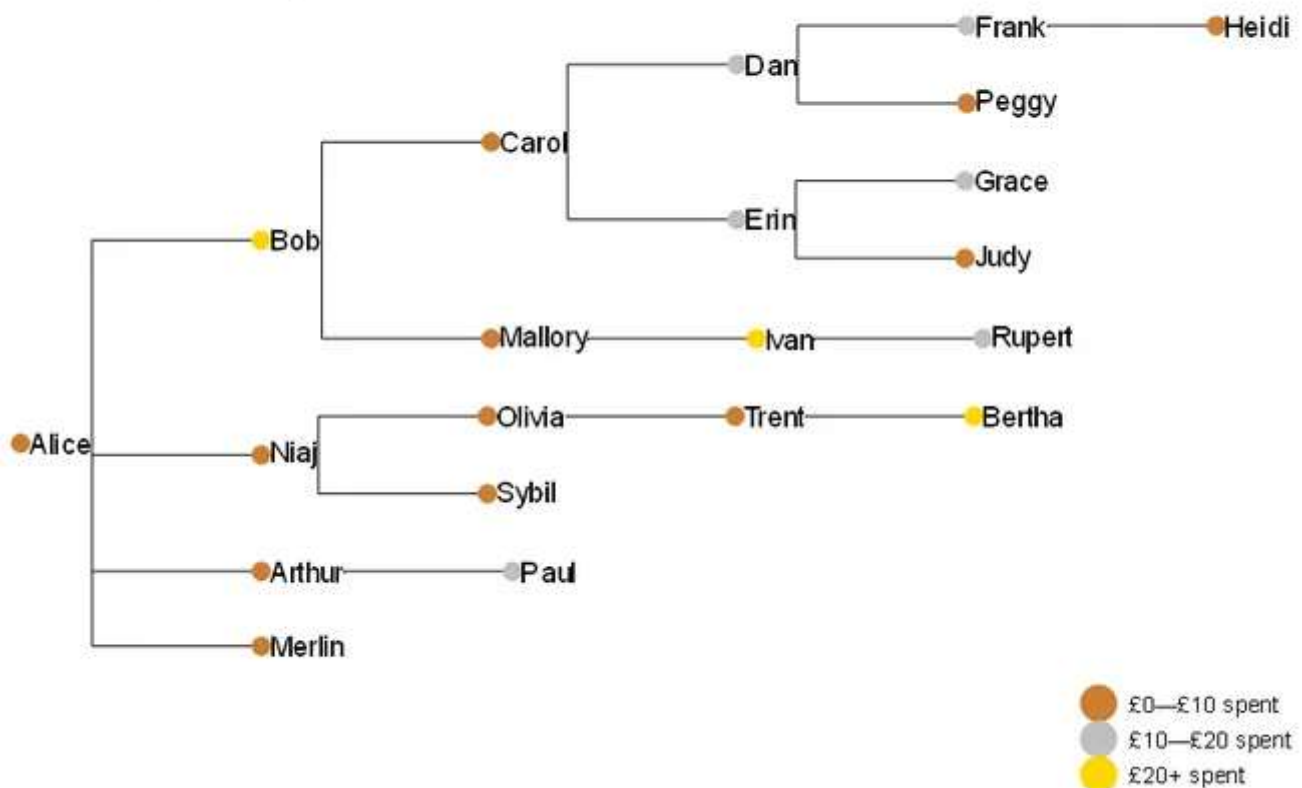 Frank
Heidi
Dan
Peggy
Carol
Grace
Erin
Bob
Judy
Mallory
Ivan
Rupert
Olivia
Trent
Bertha
Alice
Niaj
Sybil
Arthur
Paul
Merlin
£0—£10 spent
£10—£20 spent
£20+ spent